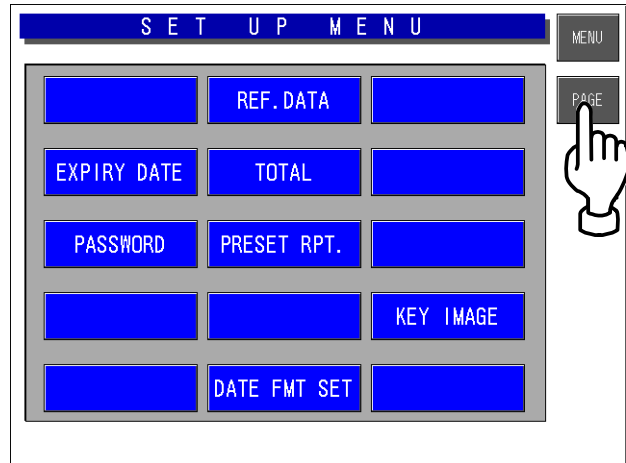 SET UP MENU
MENU
REF.DATA
PAGE
EXPIRY DATE
TOTAL
PASSWORD
PRESET RPT.
KEY IMAGE
DATE FMT SET